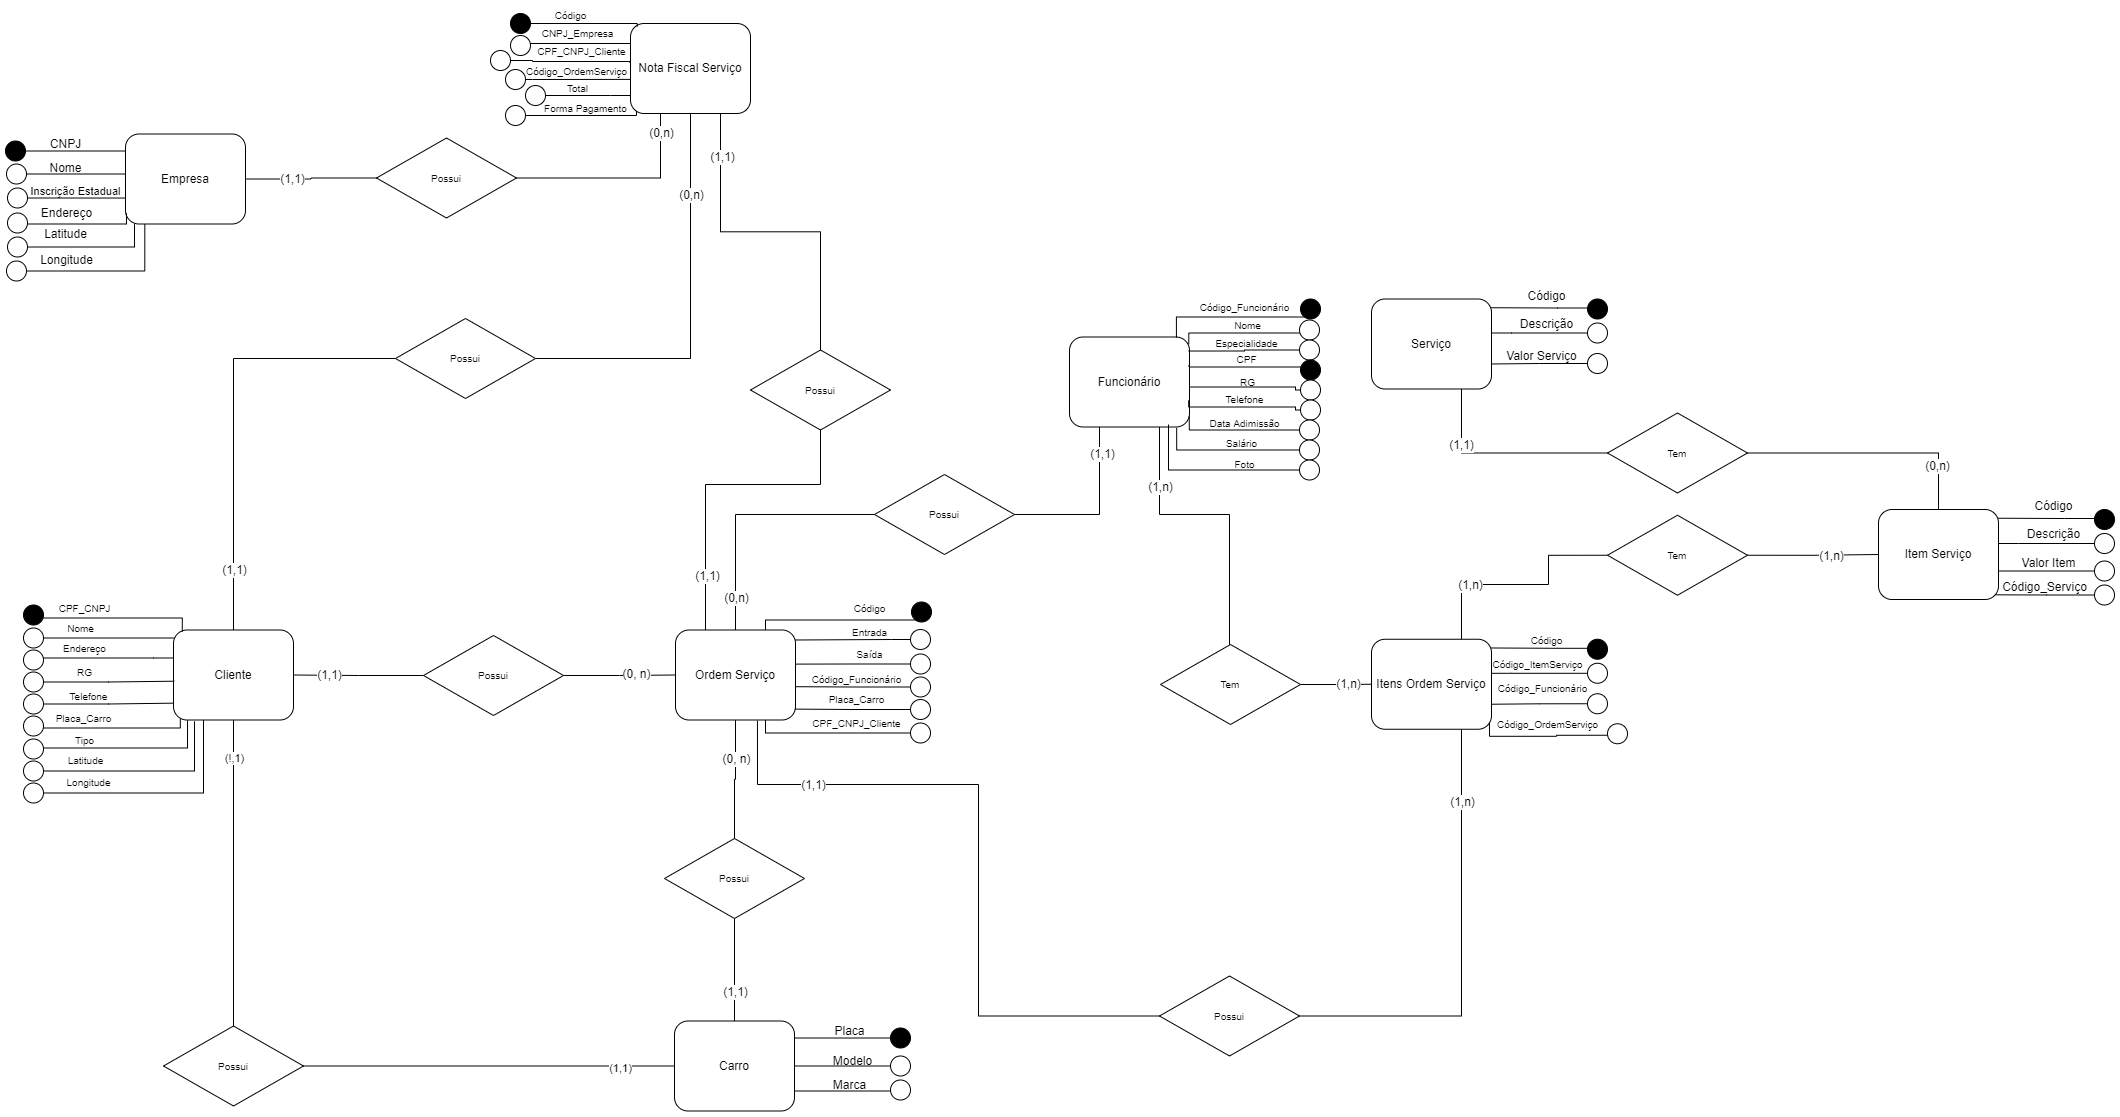 Código
CNPJ_Empresa
CPF_CNPJ_Cliente
Código_OrdemServiço
Total
Forma Pagamento
Nota Fiscal Serviço
(0,n)
(1,1)
(0,n)
CNPJ
Nome
Inscrição Estadual
Endereço
Latitude
Longitude
Empresa
(1,1)
Possui
Possui
Possui
Código_Funcionário
Nome
Especialidade
CPF
RG
Telefone
Data Adimissão
Salário
Foto
Funcionário
(1,1)
(1,n)
Código
Descrição
Valor Serviço
Serviço
(1,1)
Tem
(0,n)
Possui
Código
Descrição
Valor Item
Código_Serviço
Item Serviço
(1,n)
Tem
(1,n)
(1,1)
(1,1)
(0,n)
CPF_CNPJ
Nome
Endereço
RG
Telefone
Placa_Carro
Tipo
Latitude
Longitude
Cliente
(1,1)
Possui
(0, n)
Ordem Serviço
Código
Entrada
Saída
Código_Funcionário
Placa_Carro
CPF_CNPJ_Cliente
Tem
(1,n)
Itens Ordem Serviço
Código
Código_ItemServiço
Código_Funcionário
Código_OrdemServiço
(!,1)
(0, n)
(1,1)
(1,n)
Possui
(1,1)
Possui
Possui
(1,1)
Carro
Placa
Modelo
Marca